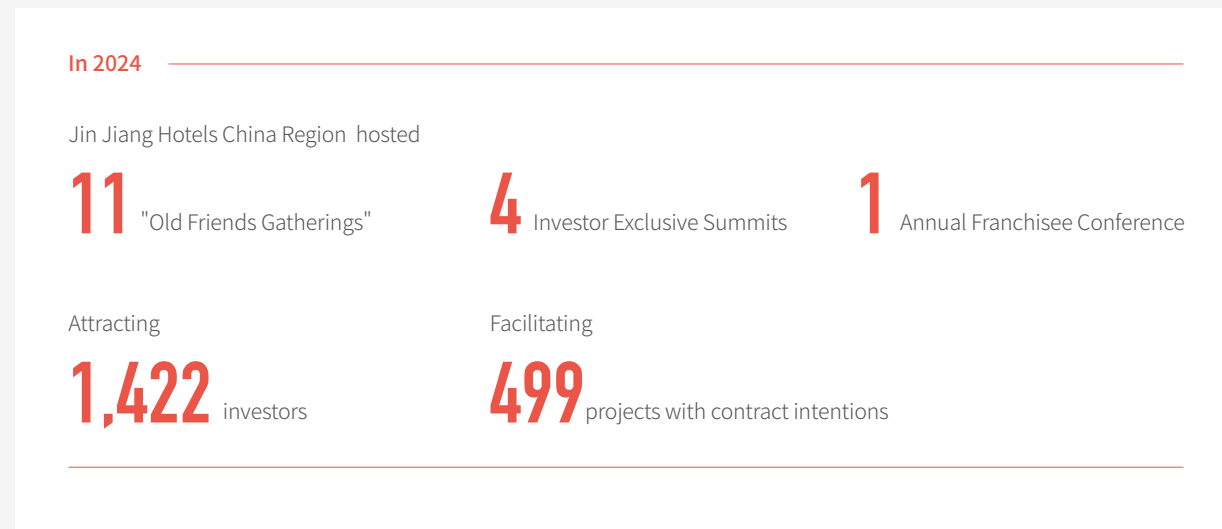 In 2024
Jin Jiang Hotels China Region hosted
11 "Old Friends Gatherings"
4 Investor Exclusive Summits
1 Annual Franchisee Conference
Attracting
1,422 investors
Facilitating
499 projects with contract intentions